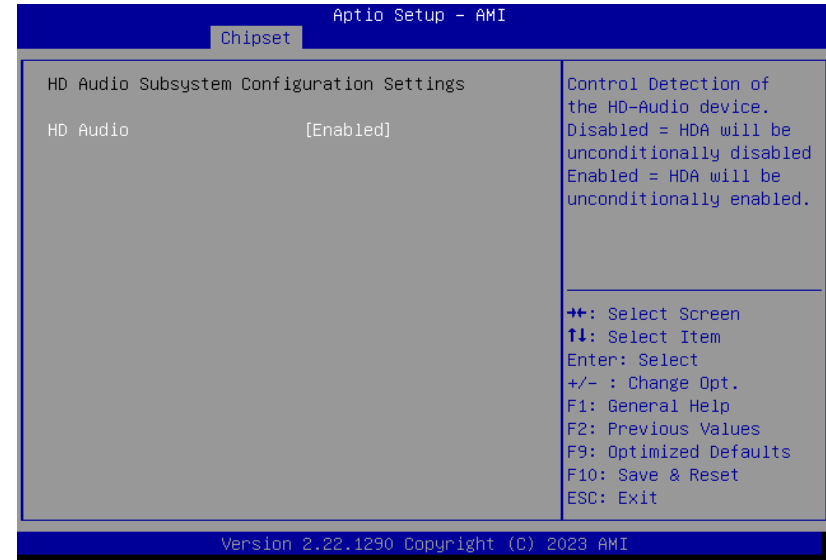 Aptio Setup – AMI
Chipset
HD Audio Subsystem Configuration Settings
HD Audio [Enabled]
Control Detection of
the HD-Audio device.
Disabled = HDA will be
unconditionally disabled
Enabled = HDA will be
unconditionally enabled.
→←: Select Screen
↑↓: Select Item
Enter: Select
+/- : Change Opt.
F1: General Help
F2: Previous Values
F9: Optimized Defaults
F10: Save & Reset
ESC: Exit
Version 2.22.1290 Copyright (C) 2023 AMI